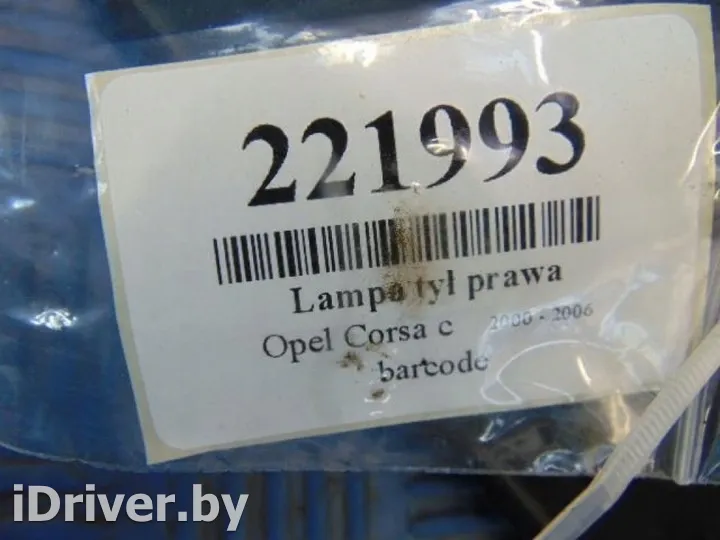 221993
Lampa tył prawa
Opel Corsa c 2000 - 2006
barcode
iDriver.by